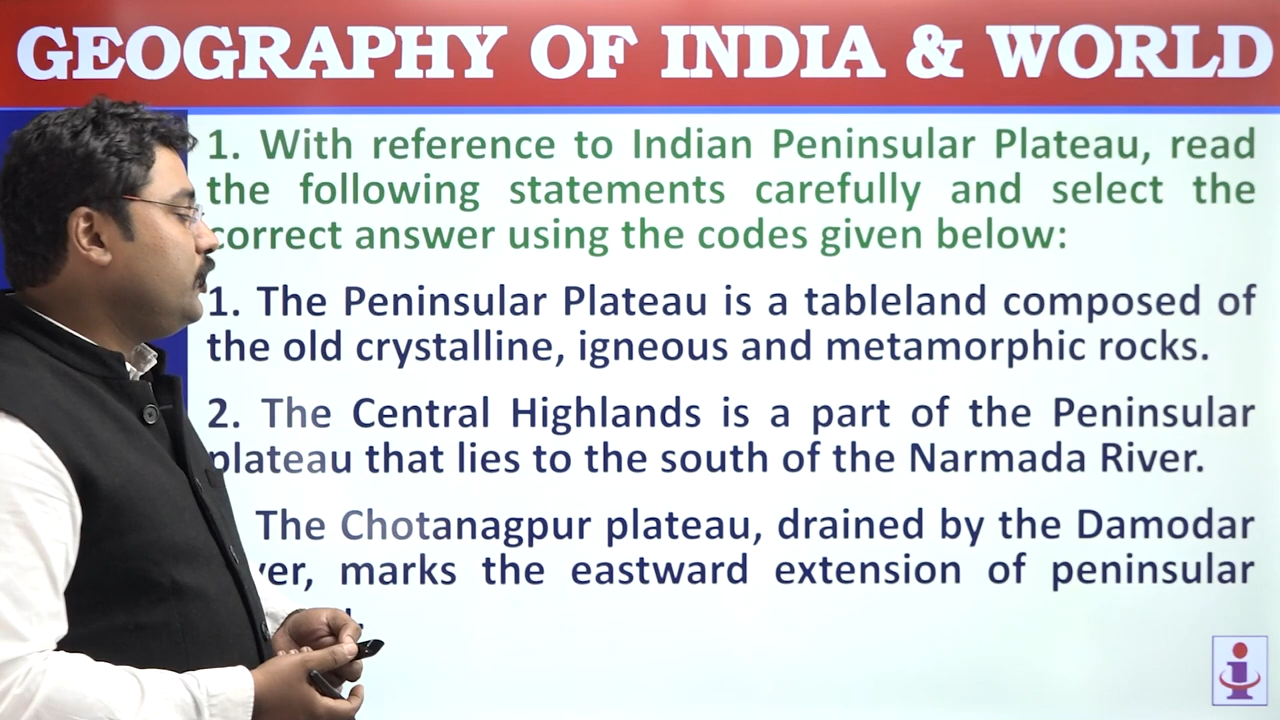 GEOGRAPHY OF INDIA & WORLD
1. With reference to Indian Peninsular Plateau, read
the following statements carefully and select the
correct answer using the codes given below:
1. The Peninsular Plateau is a tableland composed of
the old crystalline, igneous and metamorphic rocks.
2. The Central Highlands is a part of the Peninsular
plateau that lies to the south of the Narmada River.
The Chotanagpur plateau, drained by the Damodar
marks the eastward extension of peninsular